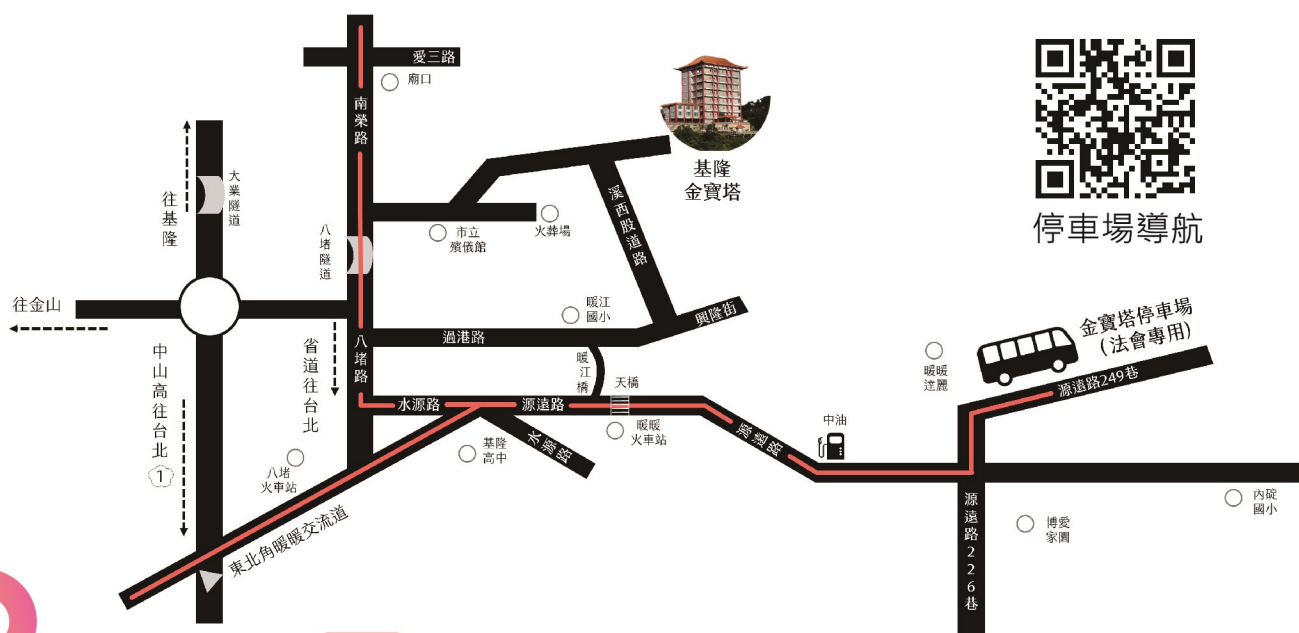 愛三路
廟口
南榮路
基隆
金寶塔
停車場導航
大業隧道
往基隆
八堵隧道
市立
殯儀館
火葬場
溪西股道路
往金山
暖江
國小
興隆街
過港路
八堵路
省道往台北
中山高往台北
1
暖江橋
天橋
水源路
源遠路
暖暖
火車站
基隆
高中
水源路
八堵
火車站
東北角暖暖交流道
源遠路
中油
暖暖
達麗
金寶塔停車場
(法會專用)
源遠路249巷
源遠路226巷
博愛
家園
內碇
國小